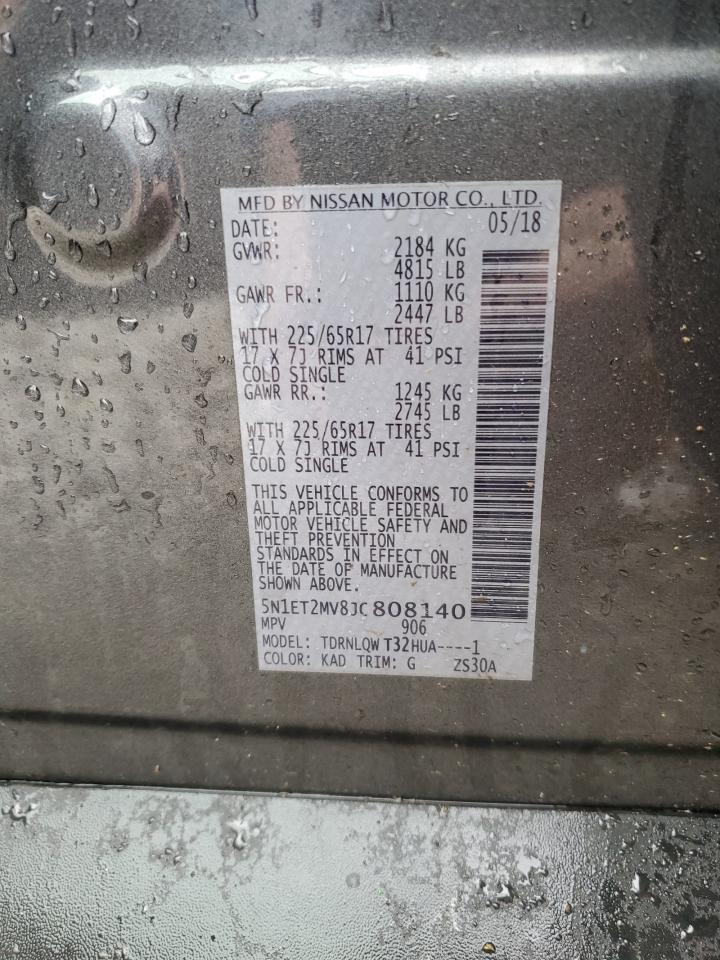 MFD BY NISSAN MOTOR CO., LTD.
DATE: 05/18
GVWR: 2184 KG
4815 LB
GAWR FR.: 1110 KG
2447 LB
WITH 225/65R17 TIRES
17 X 7J RIMS AT 41 PSI
COLD SINGLE
GAWR RR.: 1245 KG
2745 LB
WITH 225/65R17 TIRES
17 X 7J RIMS AT 41 PSI
COLD SINGLE
THIS VEHICLE CONFORMS TO
ALL APPLICABLE FEDERAL
MOTOR VEHICLE SAFETY AND
THEFT PREVENTION
STANDARDS IN EFFECT ON
THE DATE OF MANUFACTURE
SHOWN ABOVE.
5N1ET2MV8JC808140
MPV 906
MODEL: TDRNLQW T32HUA----1
COLOR: KAD TRIM: G ZS30A